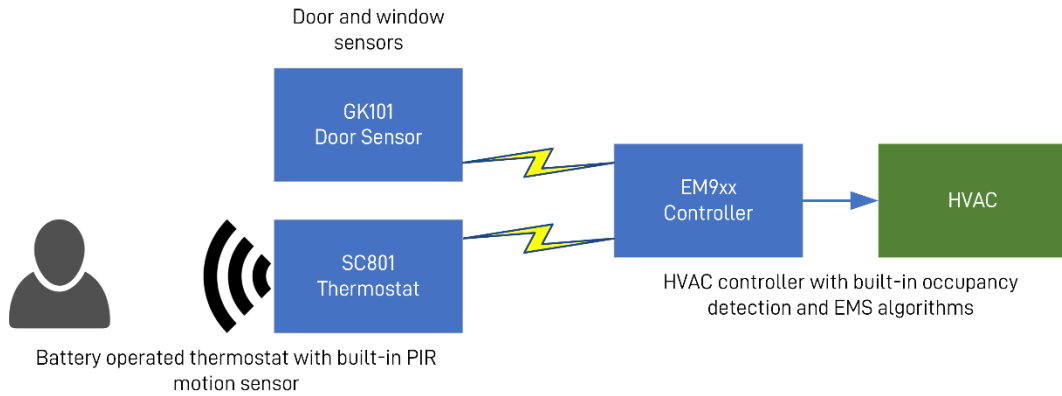 Door and window
sensors
GK101
Door Sensor
EM9xx
Controller
HVAC
SC801
Thermostat
HVAC controller with built-in occupancy
detection and EMS algorithms
Battery operated thermostat with built-in PIR
motion sensor